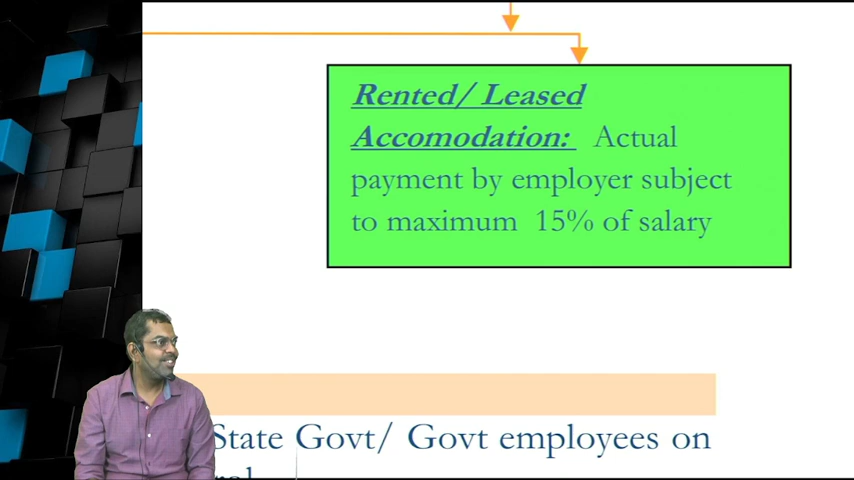 Rented/ Leased
Accomodation: Actual
payment by employer subject
to maximum 15% of salary
State Govt/ Govt employees on